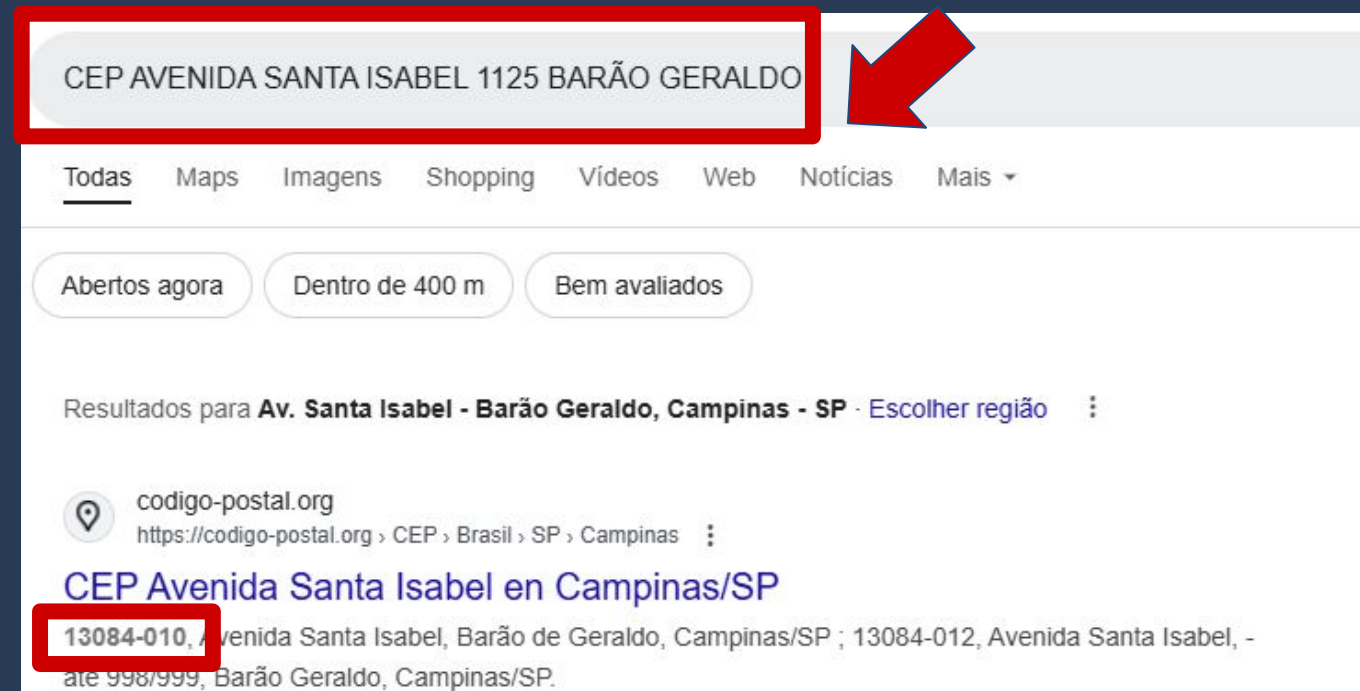 CEP AVENIDA SANTA ISABEL 1125 BARÃO GERALDO
Todas Maps Imagens Shopping Vídeos Web Notícias Mais
Abertos agora Dentro de 400 m Bem avaliados
Resultados para Av. Santa Isabel - Barão Geraldo, Campinas - SP · Escolher região
codigo-postal.org
https://codigo-postal.org › CEP › Brasil › SP › Campinas
CEP Avenida Santa Isabel en Campinas/SP
13084-010, Avenida Santa Isabel, Barão de Geraldo, Campinas/SP ; 13084-012, Avenida Santa Isabel, -
até 998/999, Barão Geraldo, Campinas/SP.